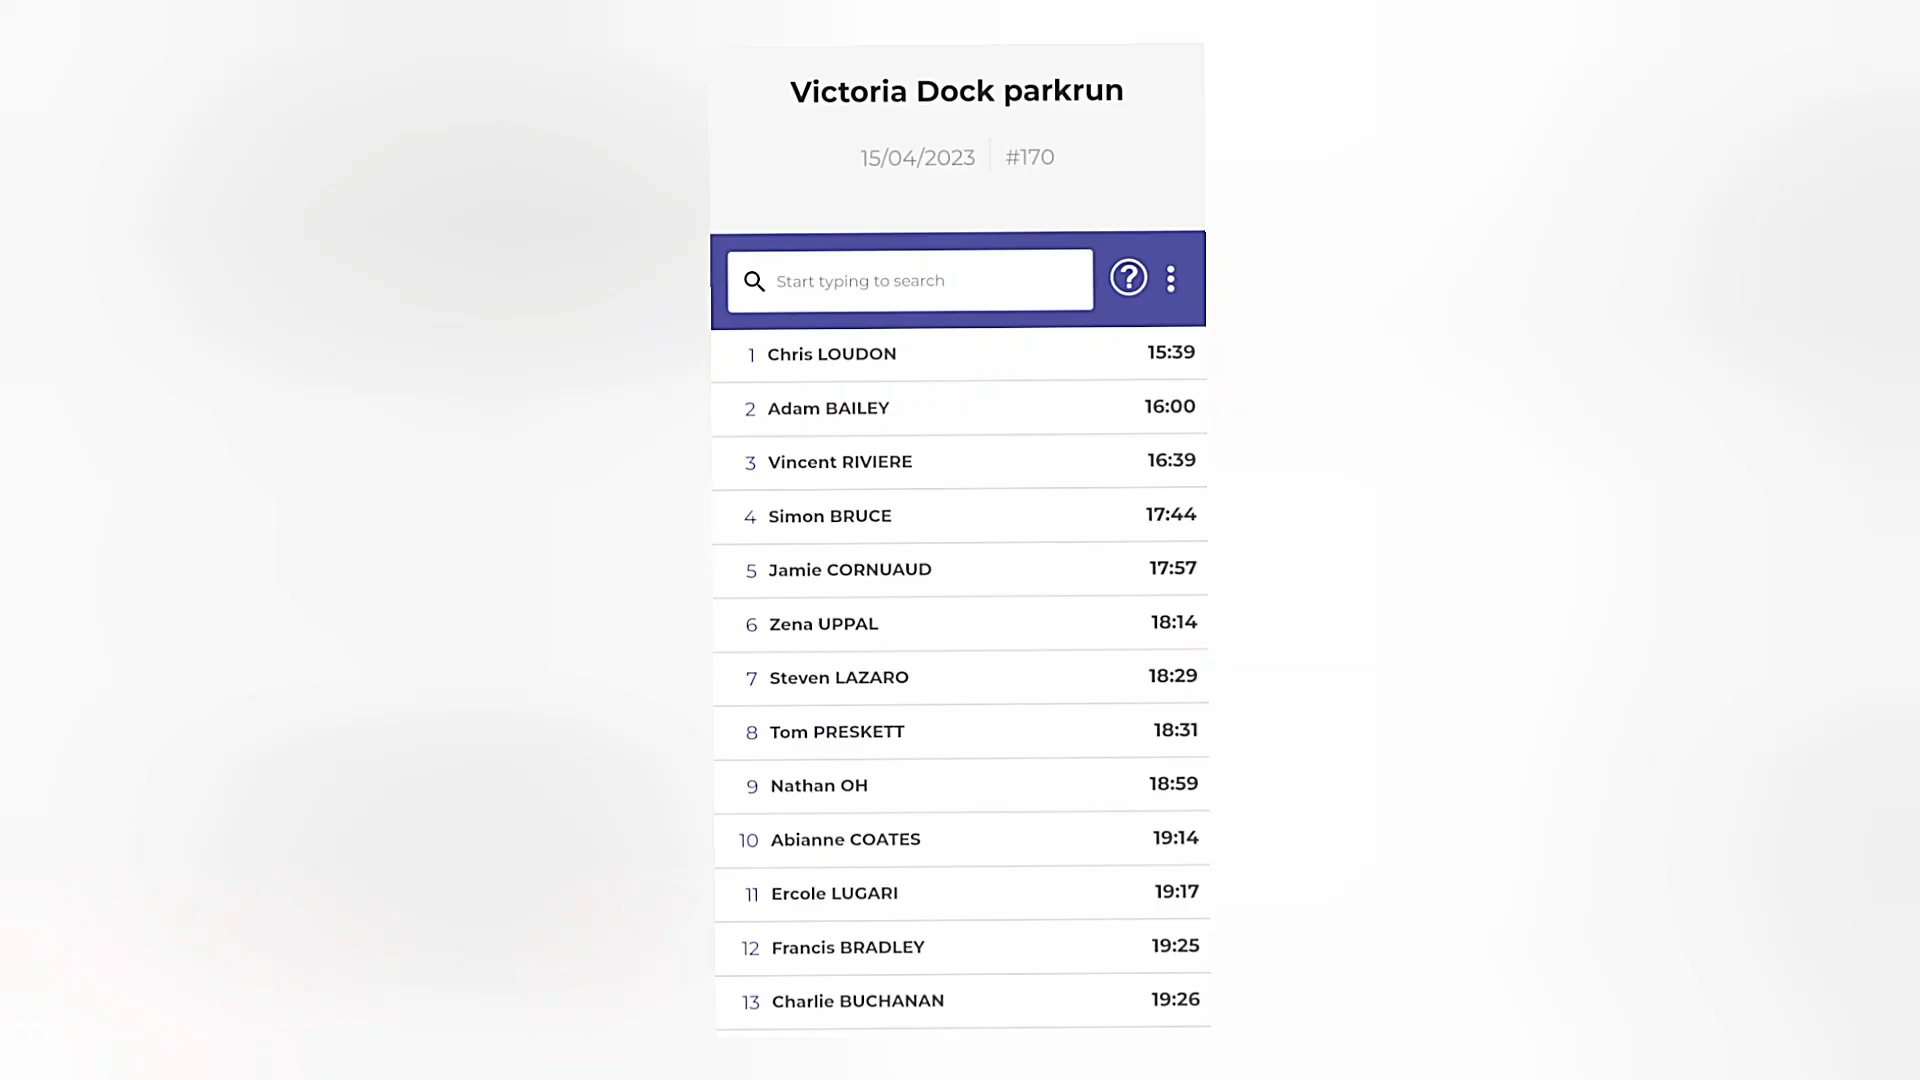 Victoria Dock parkrun
15/04/2023 #170
Start typing to search
1 Chris LOUDON 15:39
2 Adam BAILEY 16:00
3 Vincent RIVIERE 16:39
4 Simon BRUCE 17:44
5 Jamie CORNUAUD 17:57
6 Zena UPPAL 18:14
7 Steven LAZARO 18:29
8 Tom PRESKETT 18:31
9 Nathan OH 18:59
10 Abianne COATES 19:14
11 Ercole LUGARI 19:17
12 Francis BRADLEY 19:25
13 Charlie BUCHANAN 19:26